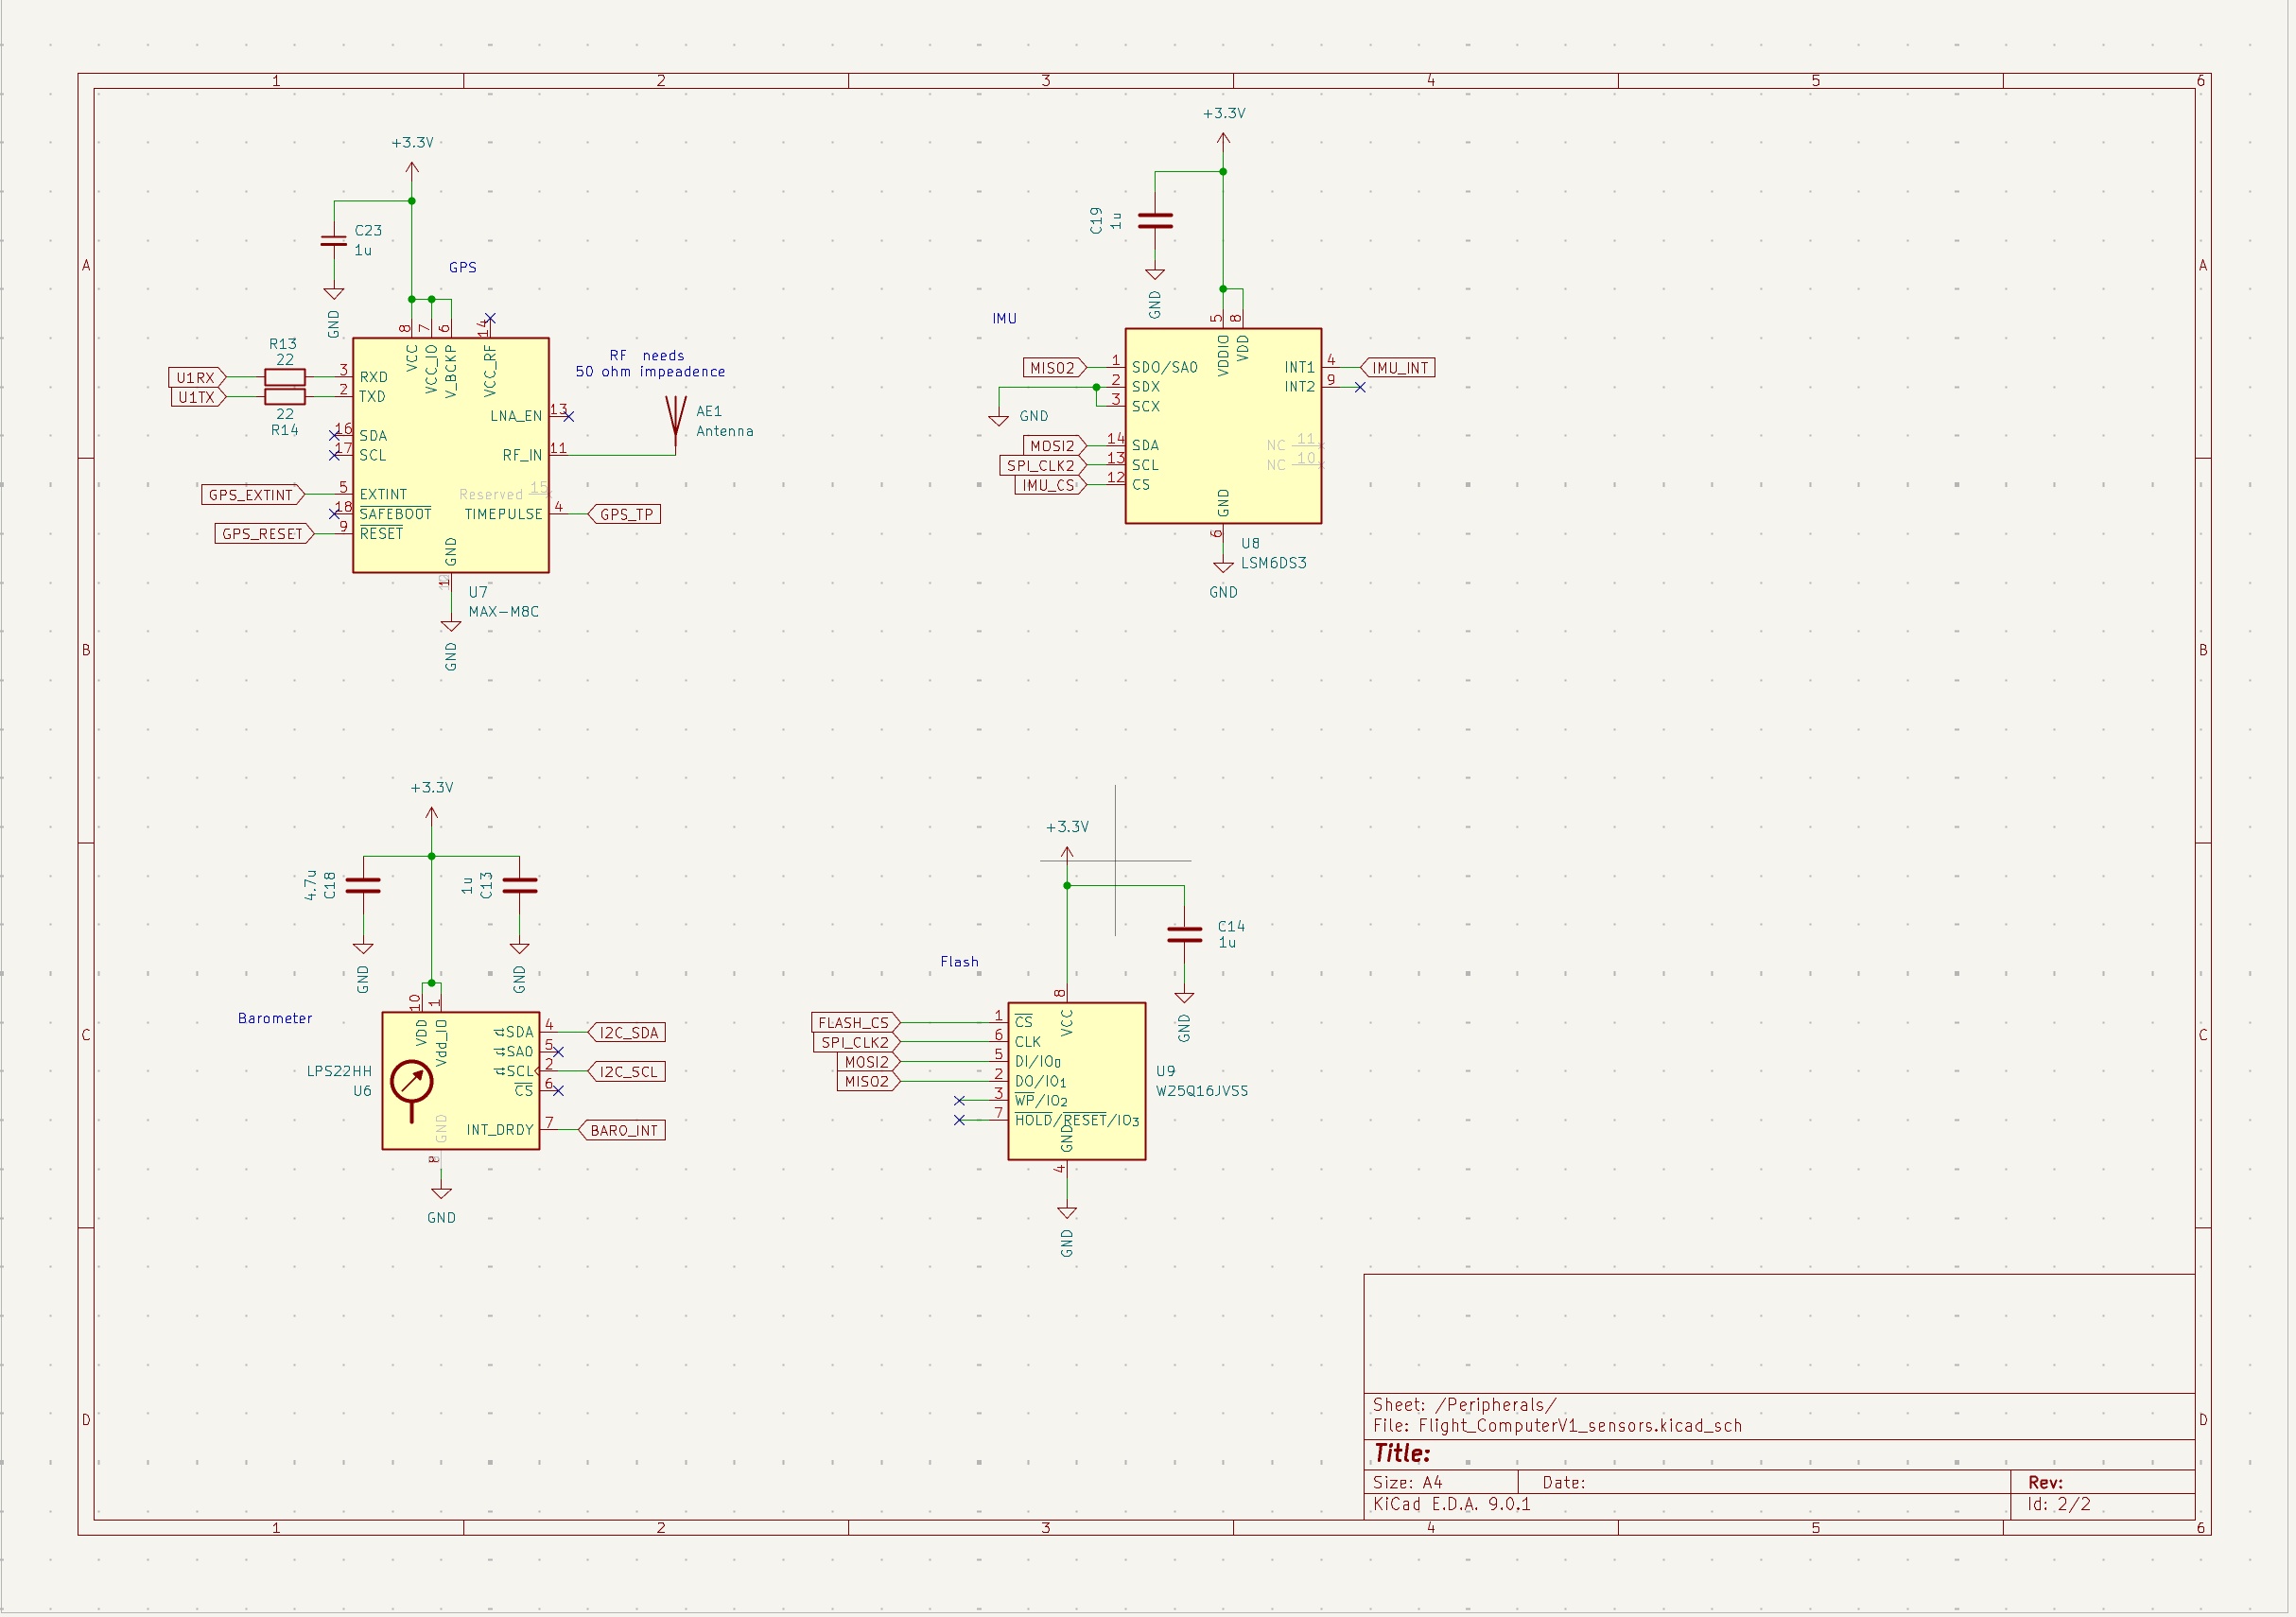 1 2 3 4 5 6
A
B
C
D
A
B
C
D
1 2 3 4 5 6
+3.3V
C23
1u
GND
GPS
R13
22
U1RX
U1TX
22
R14
GPS_EXTINT
GPS_RESET
3 RXD
2 TXD
16 SDA
17 SCL
5 EXTINT
18 SAFEBOOT
9 RESET
8 VCC
7 VCC_IO
6 V_BCKP
14 VCC_RF
LNA_EN 13
RF_IN 11
Reserved 15
TIMEPULSE 4
GND
1
GPS_TP
RF needs
50 ohm impeadence
AE1
Antenna
U7
MAX-M8C
GND
+3.3V
C19
1u
GND
IMU
MISO2
GND
MOSI2
SPI_CLK2
IMU_CS
1 SDO/SA0
2 SDX
3 SCX
14 SDA
13 SCL
12 CS
5 VDDIO
8 VDD
INT1 4
INT2 9
NC 11
NC 10
GND
6
IMU_INT
U8
LSM6DS3
GND
+3.3V
4.7u
C18
1u
C13
GND
GND
Barometer
LPS22HH
U6
10 VDD
1 Vdd_IO
SDA 4
SA0 5
SCL 2
CS 6
INT_DRDY 7
GND
8
I2C_SDA
I2C_SCL
BARO_INT
GND
+3.3V
C14
1u
GND
Flash
FLASH_CS
SPI_CLK2
MOSI2
MISO2
1 CS
6 CLK
5 DI/IO0
2 DO/IO1
3 WP/IO2
7 HOLD/RESET/IO3
8 VCC
GND
4
U9
W25Q16JVSS
GND
Sheet: /Peripherals/
File: Flight_ComputerV1_sensors.kicad_sch
Title:
Size: A4 Date: Rev:
KiCad E.D.A. 9.0.1 Id: 2/2